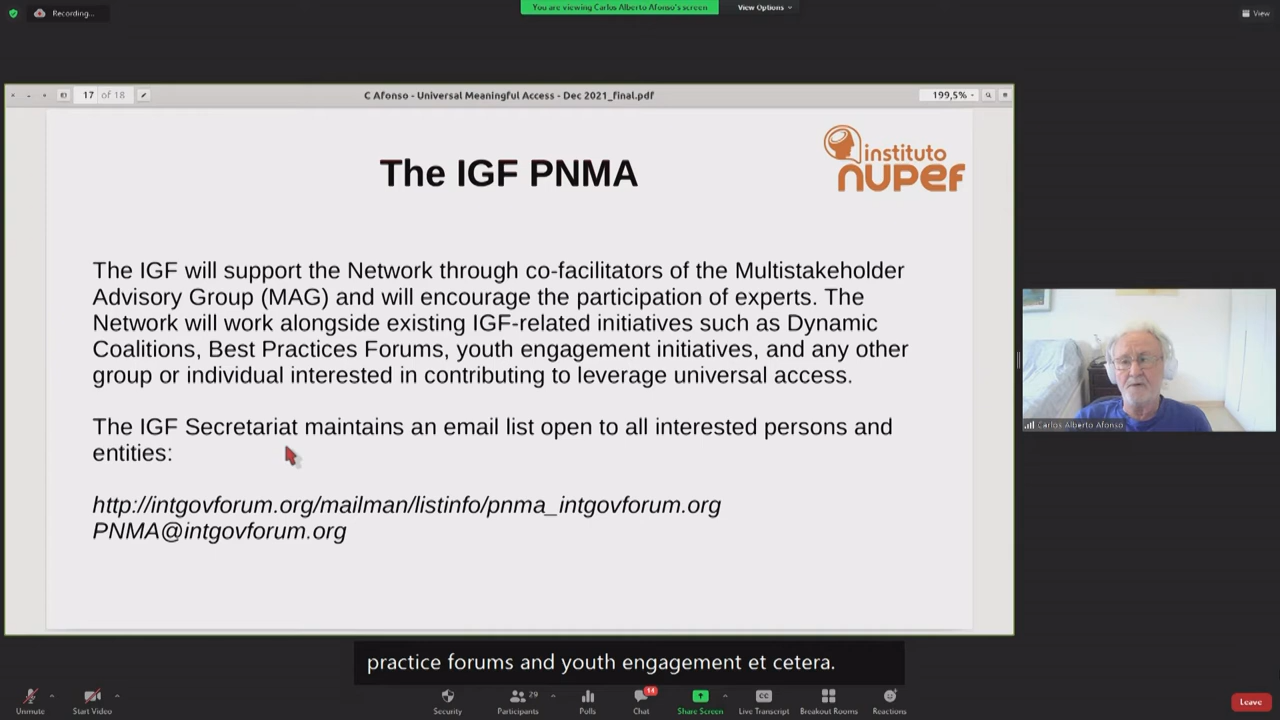 Recording...
You are viewing Carlos Alberto Afonso's screen
View Options
View
17 of 18
C Afonso - Universal Meaningful Access - Dec 2021_final.pdf
199,5%
The IGF PNMA
instituto
nupef
The IGF will support the Network through co-facilitators of the Multistakeholder
Advisory Group (MAG) and will encourage the participation of experts. The
Network will work alongside existing IGF-related initiatives such as Dynamic
Coalitions, Best Practices Forums, youth engagement initiatives, and any other
group or individual interested in contributing to leverage universal access.
The IGF Secretariat maintains an email list open to all interested persons and
entities:
http://intgovforum.org/mailman/listinfo/pnma_intgovforum.org
PNMA@intgovforum.org
Carlos Alberto Afonso
practice forums and youth engagement et cetera.
Unmute
Start Video
Security
Participants
29
Polls
Chat
14
Share Screen
Live Transcript
Breakout Rooms
Reactions
Leave